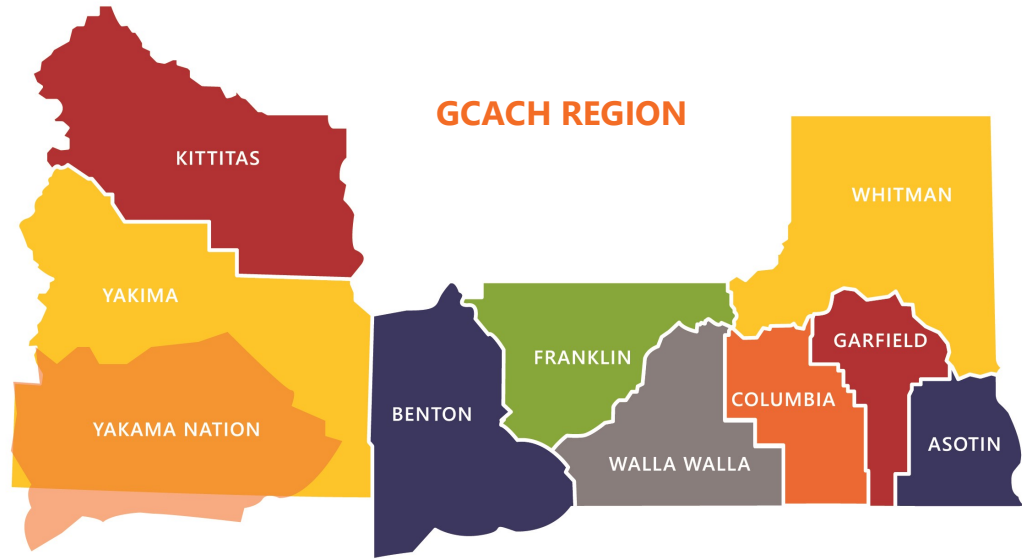 GCACH REGION
KITTITAS
WHITMAN
YAKIMA
GARFIELD
FRANKLIN
COLUMBIA
BENTON
YAKAMA NATION
ASOTIN
WALLA WALLA